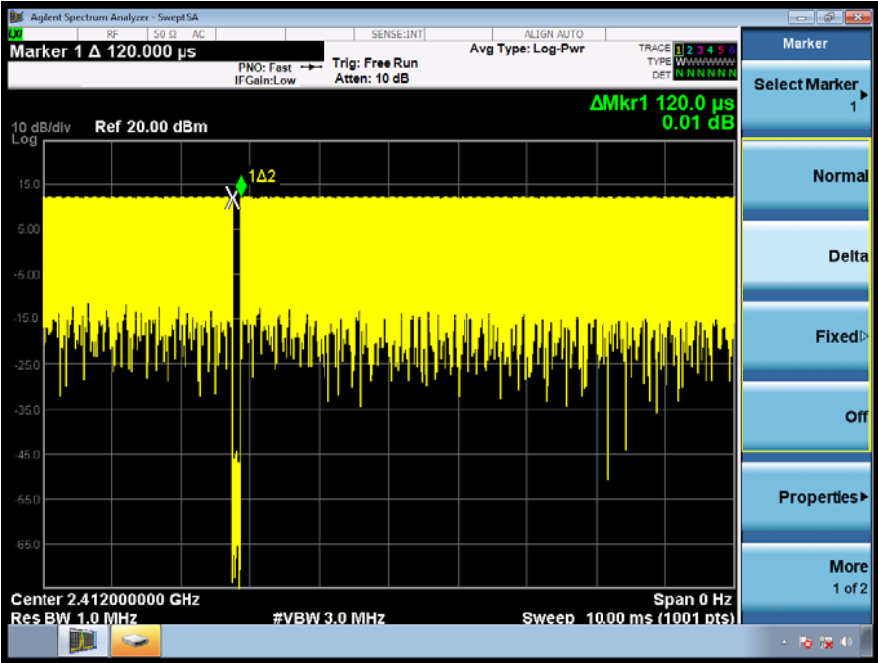 Agilent Spectrum Analyzer - Swept SA
LXI RF 50 Ω AC SENSE:INT ALIGN AUTO
Marker 1 Δ 120.000 µs
PNO: Fast
IFGain:Low
Trig: Free Run
Atten: 10 dB
Avg Type: Log-Pwr
TRACE 1 2 3 4 5 6
TYPE W
DET N N N N N N
ΔMkr1 120.0 µs
0.01 dB
10 dB/div Ref 20.00 dBm
Log
15.0
5.00
-5.00
-15.0
-25.0
-35.0
-45.0
-55.0
-65.0
X
1Δ2
Center 2.412000000 GHz Span 0 Hz
Res BW 1.0 MHz #VBW 3.0 MHz Sweep 10.00 ms (1001 pts)
Marker
Select Marker
1
Normal
Delta
Fixed
Off
Properties
More
1 of 2